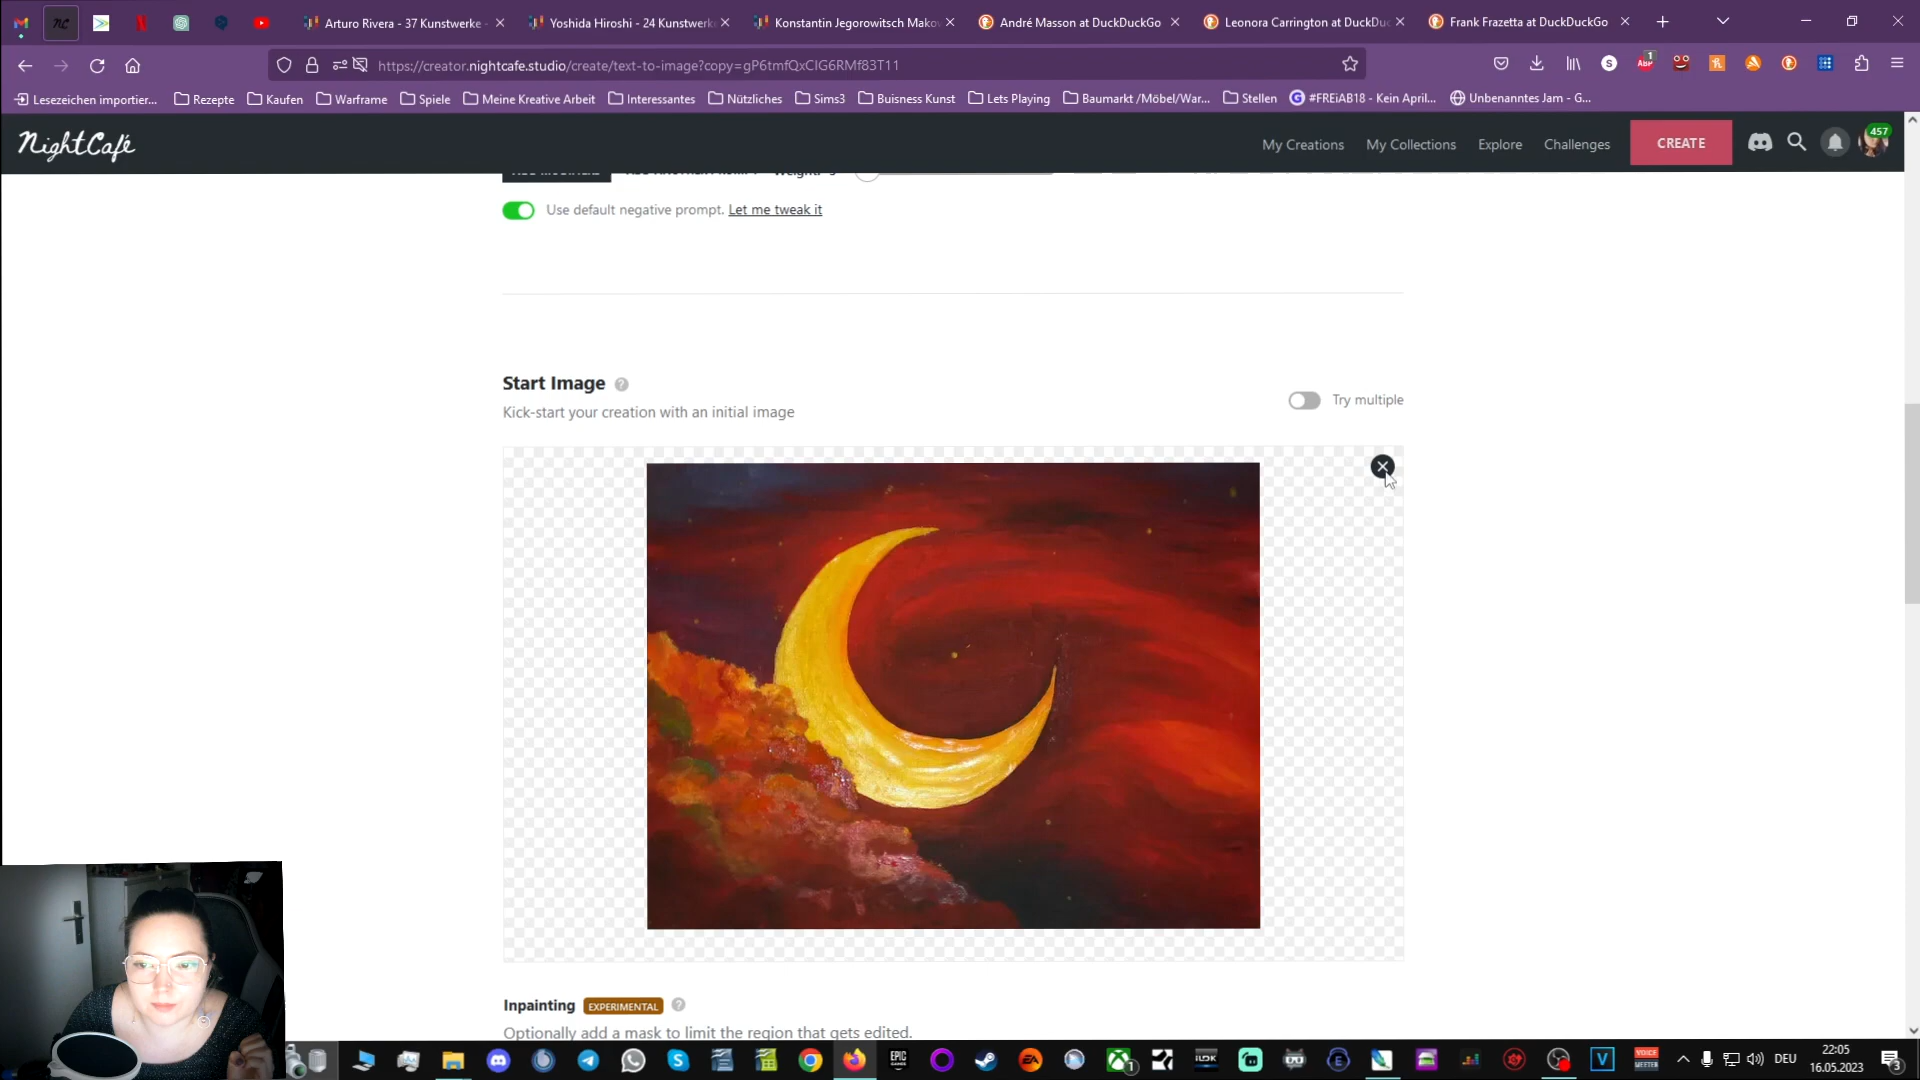 Arturo Rivera - 37 Kunstwerke -
Yoshida Hiroshi - 24 Kunstwerk
Konstantin Jegorowitsch Mako
André Masson at DuckDuckGo
Leonora Carrington at DuckDu
Frank Frazetta at DuckDuckGo
https://creator.nightcafe.studio/create/text-to-image?copy=gP6tmfQxCIG6RMf83T11
Lesezeichen importier...
Rezepte
Kaufen
Warframe
Spiele
Meine Kreative Arbeit
Interessantes
Nützliches
Sims3
Buisness Kunst
Lets Playing
Baumarkt /Möbel/War...
Stellen
#FREiAB18 - Kein April...
Unbenanntes Jam - G...
NightCafé
My Creations
My Collections
Explore
Challenges
CREATE
457
Use default negative prompt. Let me tweak it
Start Image
Kick-start your creation with an initial image
Try multiple
Inpainting EXPERIMENTAL
Optionally add a mask to limit the region that gets edited.
DEU
22:05
16.05.2023